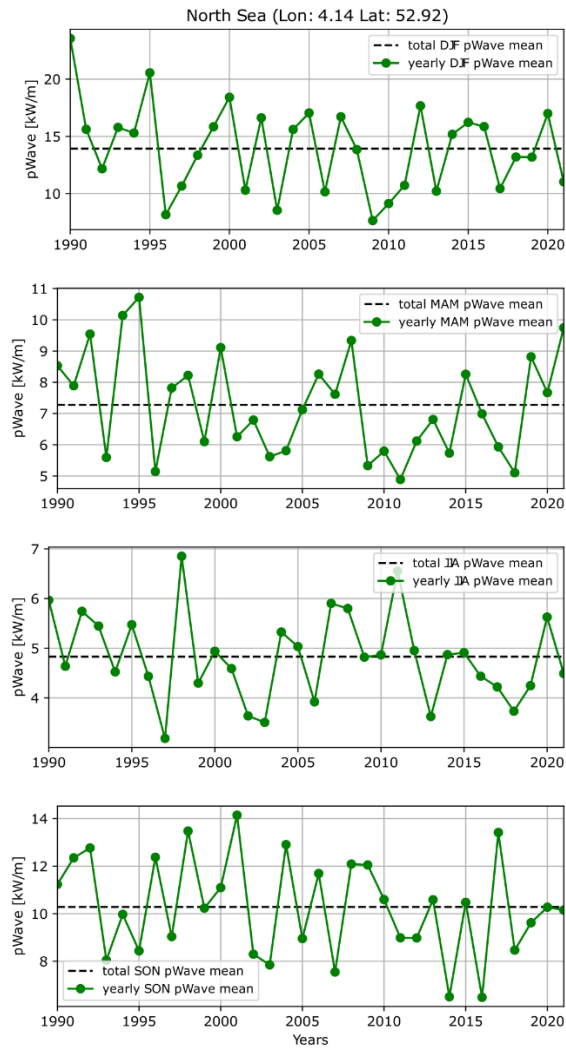 North Sea (Lon: 4.14 Lat: 52.92)
pWave [kW/m]
20
15
10
total DJF pWave mean
yearly DJF pWave mean
1990 1995 2000 2005 2010 2015 2020
pWave [kW/m]
11
10
9
8
7
6
5
total MAM pWave mean
yearly MAM pWave mean
1990 1995 2000 2005 2010 2015 2020
pWave [kW/m]
7
6
5
4
total JJA pWave mean
yearly JJA pWave mean
1990 1995 2000 2005 2010 2015 2020
pWave [kW/m]
14
12
10
8
total SON pWave mean
yearly SON pWave mean
1990 1995 2000 2005 2010 2015 2020
Years